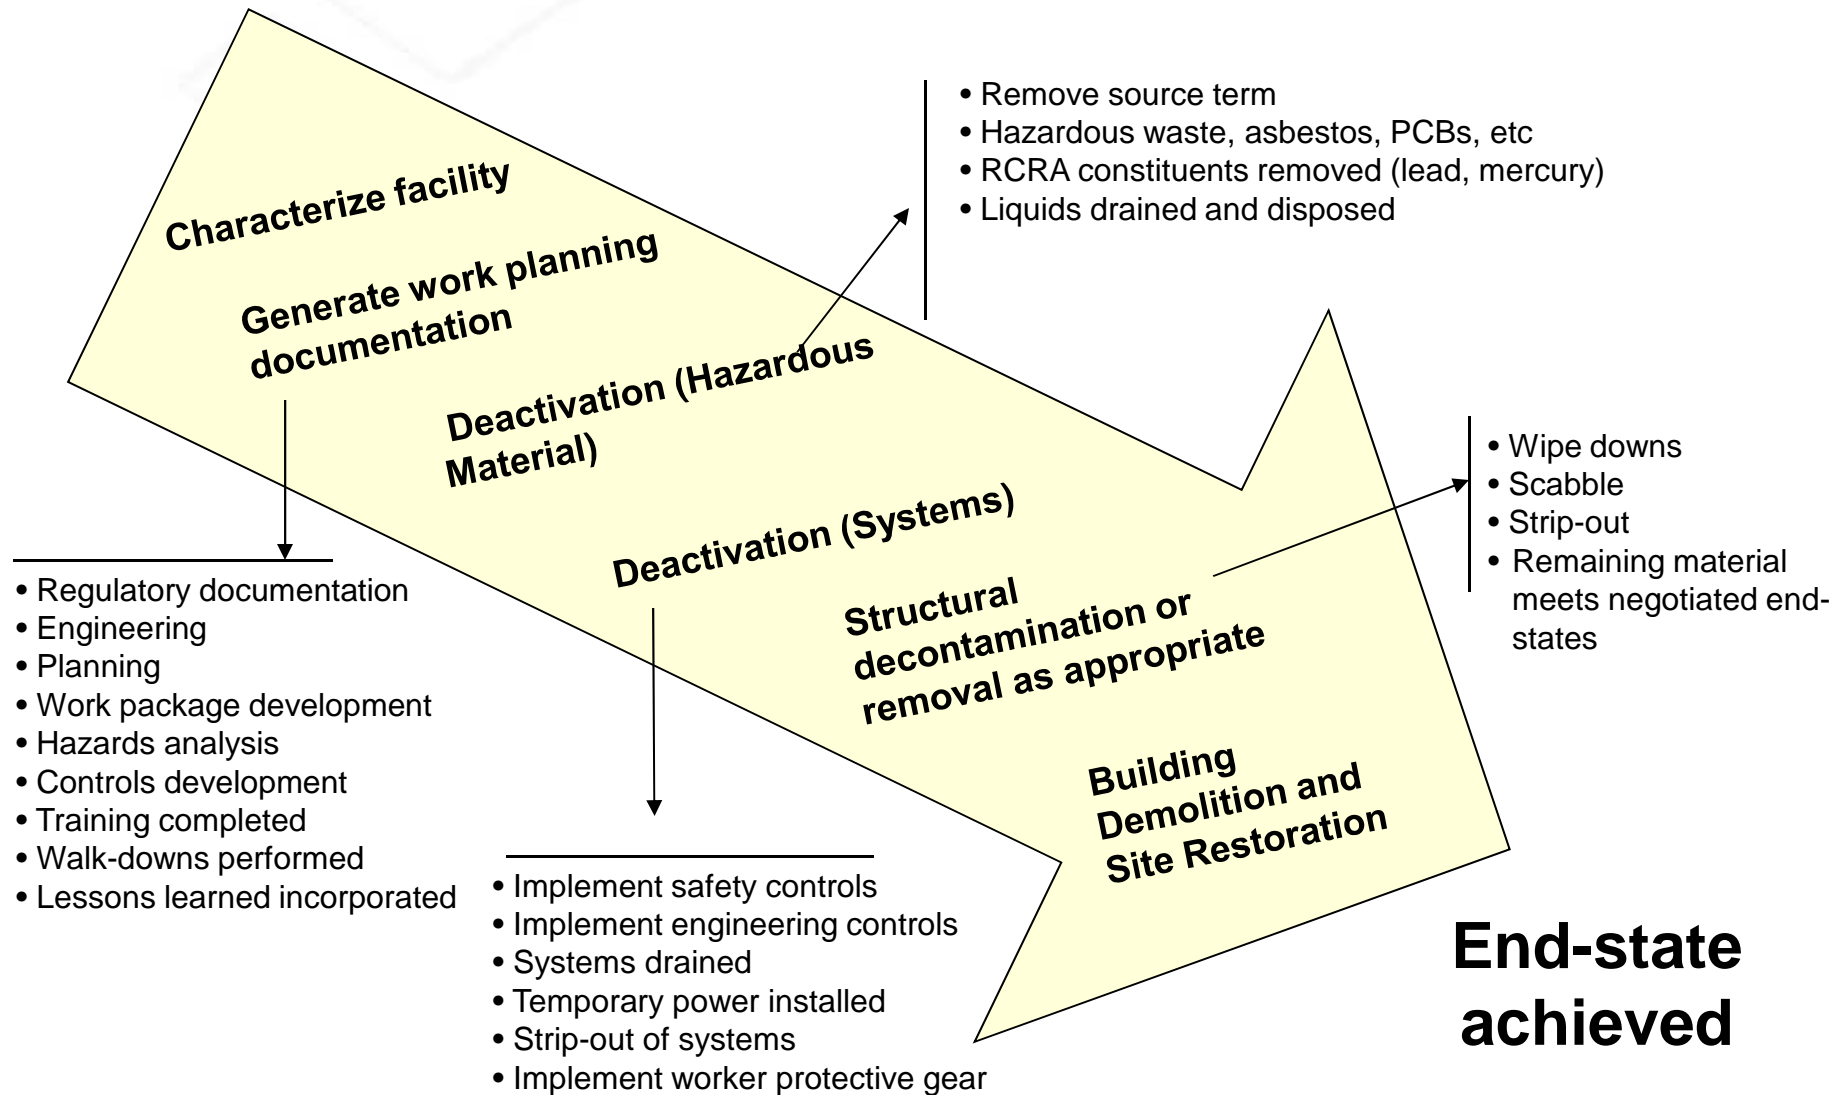 Characterize facility
Generate work planning
documentation
Deactivation (Hazardous
Material)
Deactivation (Systems)
Structural
decontamination or
removal as appropriate
Building
Demolition and
Site Restoration
• Remove source term
• Hazardous waste, asbestos, PCBs, etc
• RCRA constituents removed (lead, mercury)
• Liquids drained and disposed
• Wipe downs
• Scabble
• Strip-out
• Remaining material
meets negotiated end-
states
• Regulatory documentation
• Engineering
• Planning
• Work package development
• Hazards analysis
• Controls development
• Training completed
• Walk-downs performed
• Lessons learned incorporated
• Implement safety controls
• Implement engineering controls
• Systems drained
• Temporary power installed
• Strip-out of systems
• Implement worker protective gear
End-state
achieved